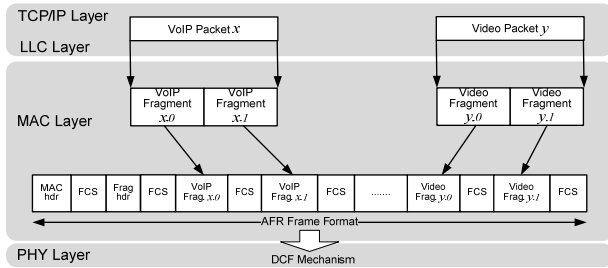 TCP/IP Layer
LLC Layer
VoIP Packet x
Video Packet y
MAC Layer
VoIP Fragment x.0
VoIP Fragment x.1
Video Fragment y.0
Video Fragment y.1
MAC hdr
FCS
Frag hdr
FCS
VoIP Frag. x.0
FCS
VoIP Frag. x.1
FCS
.......
Video Frag. y.0
FCS
Video Frag. y.1
FCS
AFR Frame Format
PHY Layer
DCF Mechanism